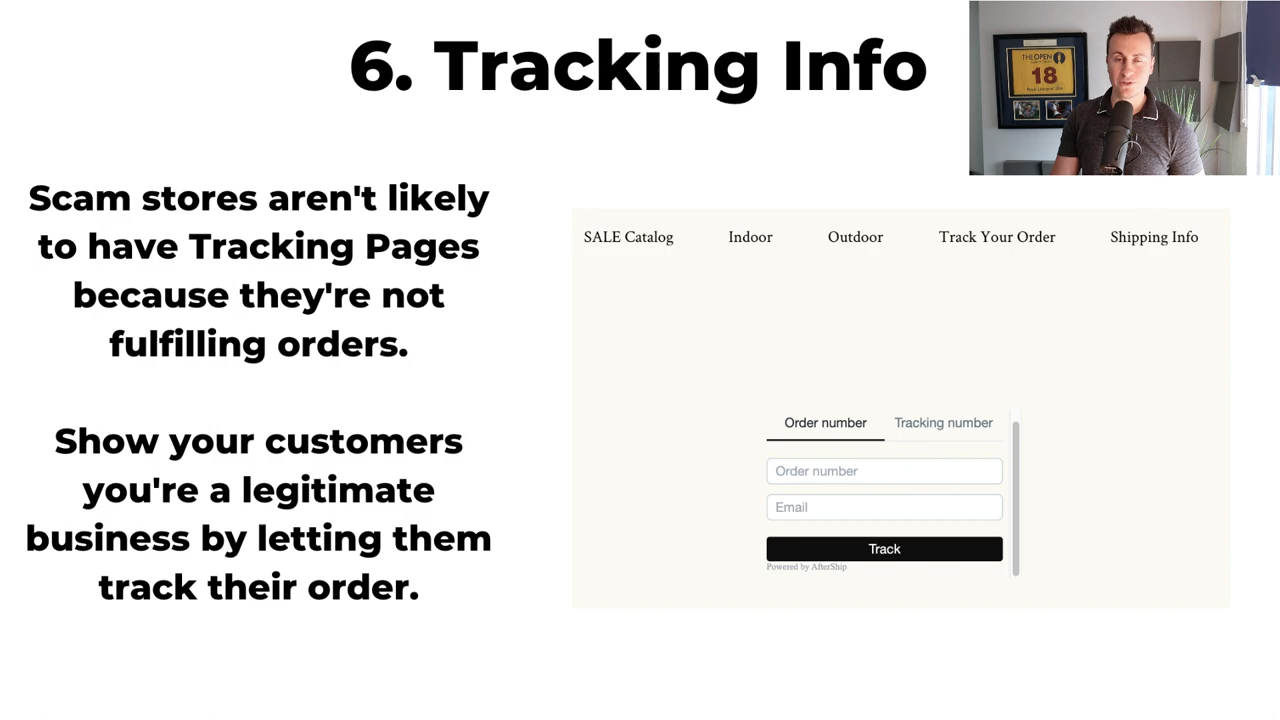 6. Tracking Info
THE OPEN
18
Scam stores aren't likely
to have Tracking Pages
because they're not
fulfilling orders.
Show your customers
you're a legitimate
business by letting them
track their order.
SALE Catalog Indoor Outdoor Track Your Order Shipping Info
Order number Tracking number
Order number
Email
Track
Powered by AfterShip